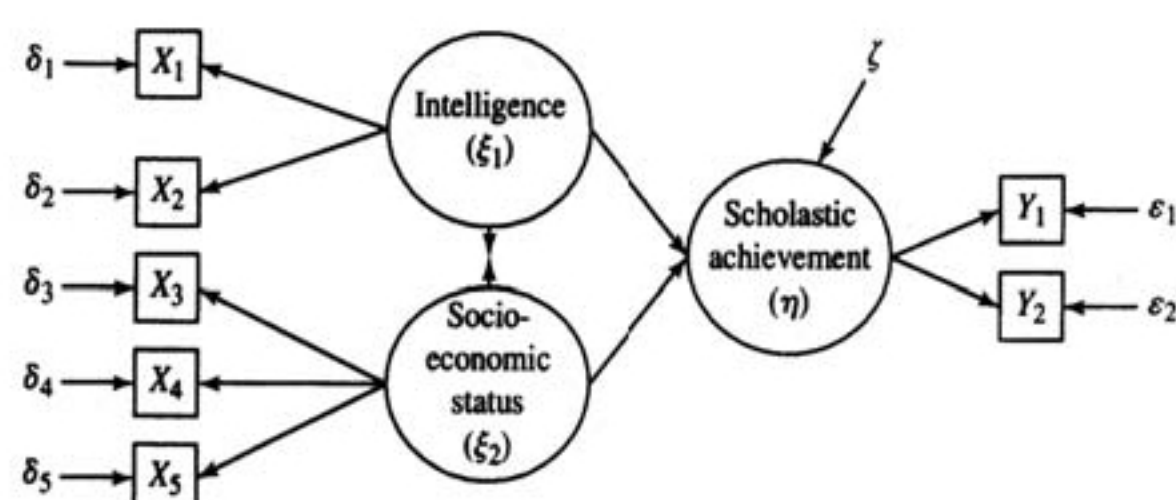 δ₁
X₁
δ₂
X₂
δ₃
X₃
δ₄
X₄
δ₅
X₅
Intelligence
(ξ₁)
Socio-
economic
status
(ξ₂)
ζ
Scholastic
achievement
(η)
Y₁
ε₁
Y₂
ε₂